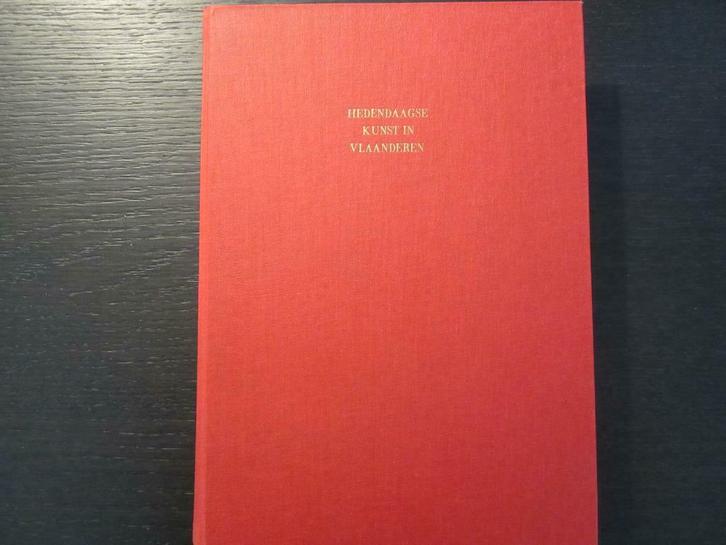 HEDENDAAGSE
KUNST IN
VLAANDEREN